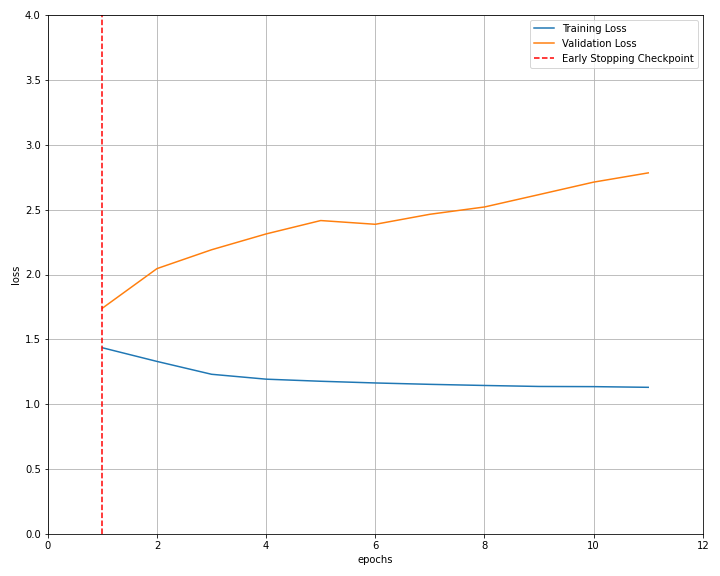 4.0
3.5
3.0
2.5
2.0
1.5
1.0
0.5
0.0
loss
0 2 4 6 8 10 12
epochs
Training Loss
Validation Loss
Early Stopping Checkpoint